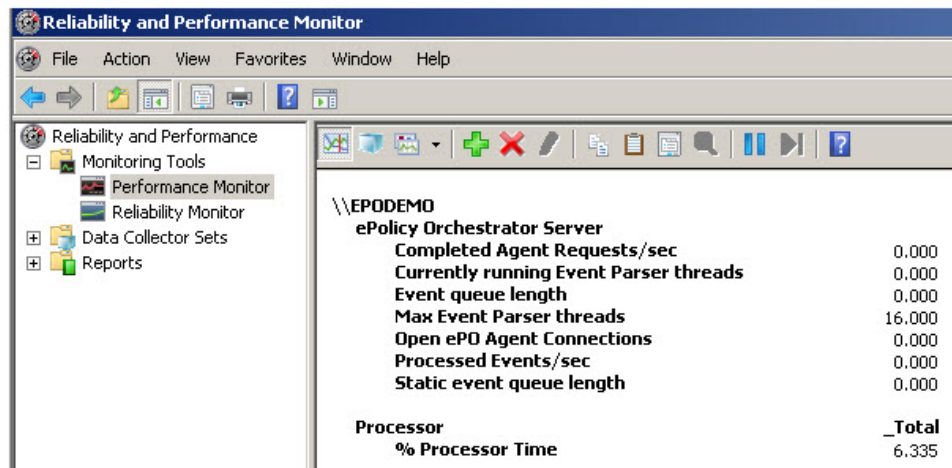 Reliability and Performance Monitor
File Action View Favorites Window Help
Reliability and Performance
Monitoring Tools
Performance Monitor
Reliability Monitor
Data Collector Sets
Reports
\\EPODEMO
ePolicy Orchestrator Server
Completed Agent Requests/sec 0.000
Currently running Event Parser threads 0.000
Event queue length 0.000
Max Event Parser threads 16.000
Open ePO Agent Connections 0.000
Processed Events/sec 0.000
Static event queue length 0.000
Processor _Total
% Processor Time 6.335